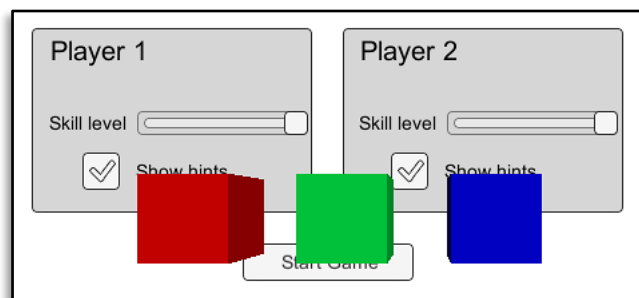 Player 1
Skill level
Show hints
Player 2
Skill level
Show hints
Start Game